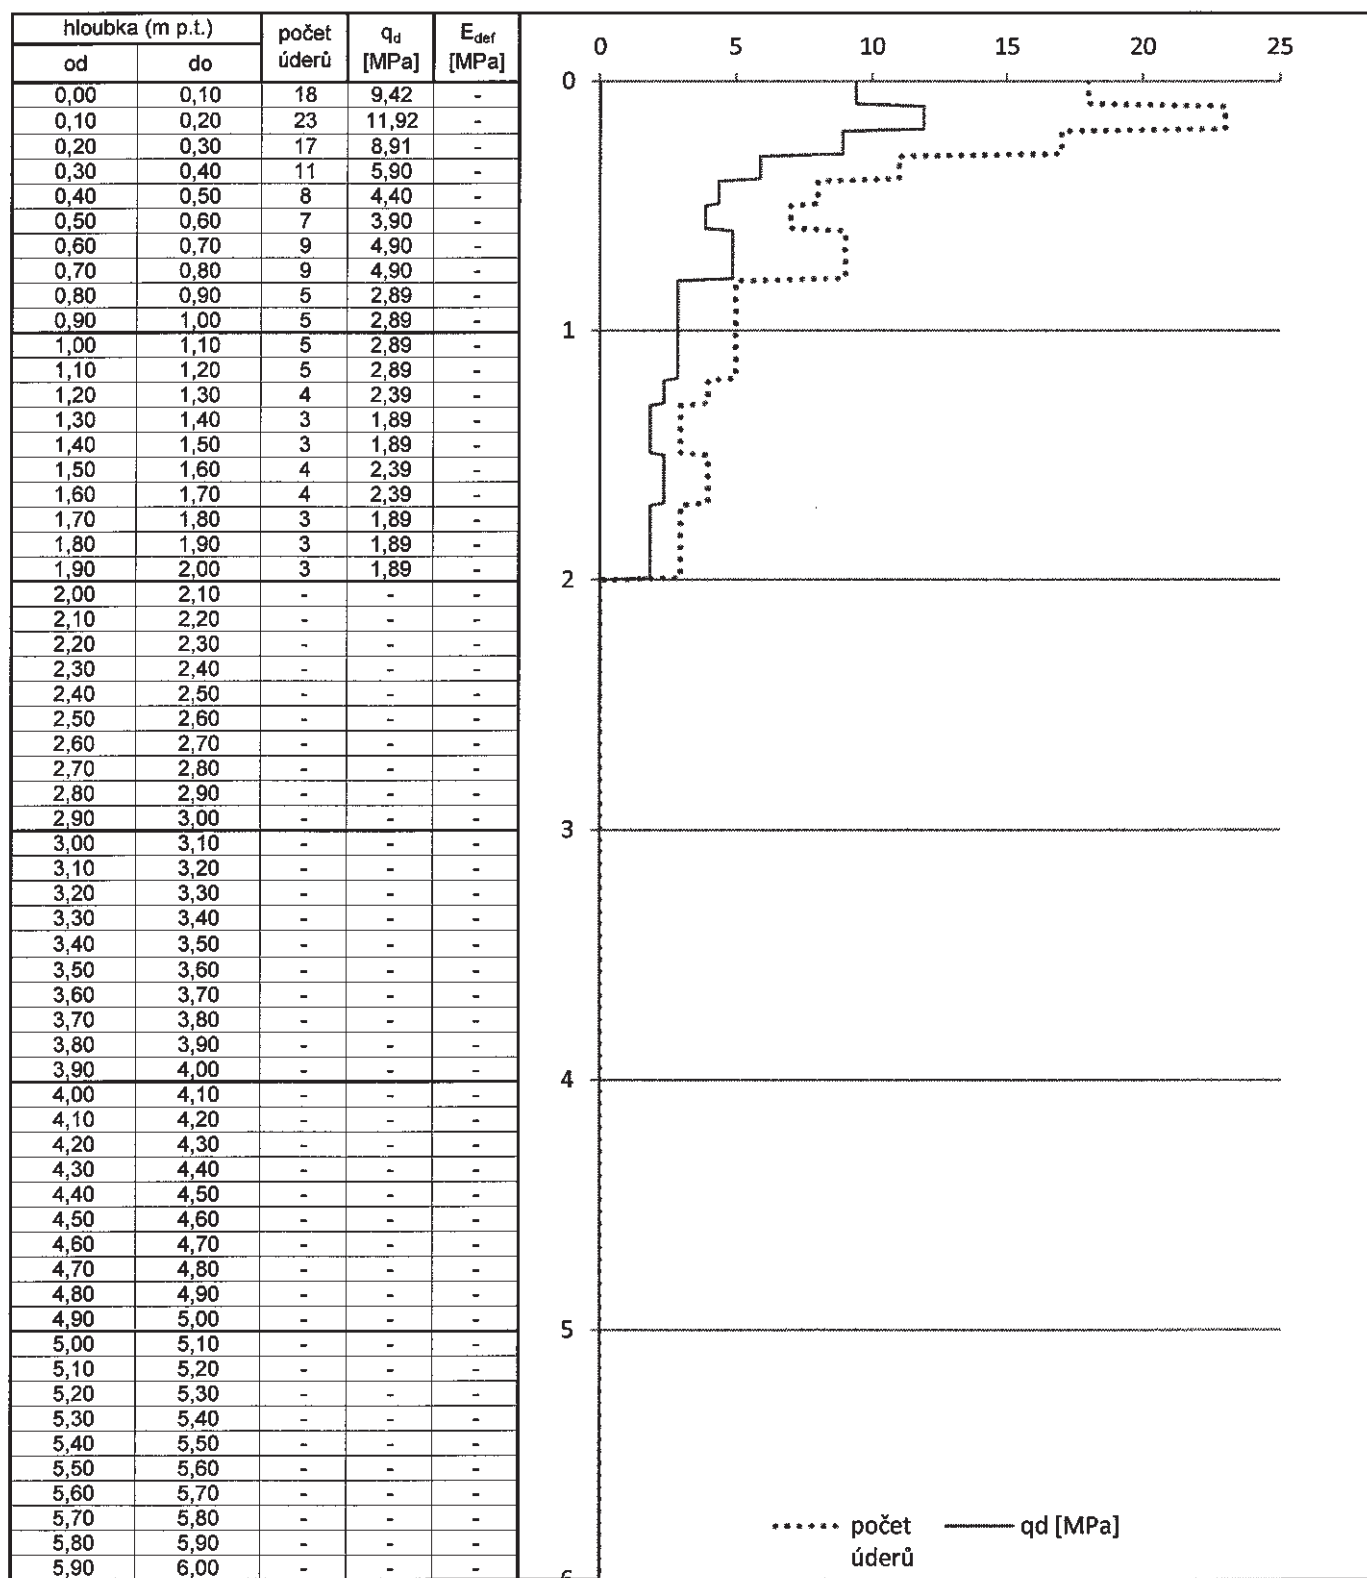 hloubka (m p.t.) počet úderů qd [MPa] Edef [MPa]
od do
0,00 0,10 18 9,42 -
0,10 0,20 23 11,92 -
0,20 0,30 17 8,91 -
0,30 0,40 11 5,90 -
0,40 0,50 8 4,40 -
0,50 0,60 7 3,90 -
0,60 0,70 9 4,90 -
0,70 0,80 9 4,90 -
0,80 0,90 5 2,89 -
0,90 1,00 5 2,89 -
1,00 1,10 5 2,89 -
1,10 1,20 5 2,89 -
1,20 1,30 4 2,39 -
1,30 1,40 3 1,89 -
1,40 1,50 3 1,89 -
1,50 1,60 4 2,39 -
1,60 1,70 4 2,39 -
1,70 1,80 3 1,89 -
1,80 1,90 3 1,89 -
1,90 2,00 3 1,89 -
2,00 2,10 - - -
2,10 2,20 - - -
2,20 2,30 - - -
2,30 2,40 - - -
2,40 2,50 - - -
2,50 2,60 - - -
2,60 2,70 - - -
2,70 2,80 - - -
2,80 2,90 - - -
2,90 3,00 - - -
3,00 3,10 - - -
3,10 3,20 - - -
3,20 3,30 - - -
3,30 3,40 - - -
3,40 3,50 - - -
3,50 3,60 - - -
3,60 3,70 - - -
3,70 3,80 - - -
3,80 3,90 - - -
3,90 4,00 - - -
4,00 4,10 - - -
4,10 4,20 - - -
4,20 4,30 - - -
4,30 4,40 - - -
4,40 4,50 - - -
4,50 4,60 - - -
4,60 4,70 - - -
4,70 4,80 - - -
4,80 4,90 - - -
4,90 5,00 - - -
5,00 5,10 - - -
5,10 5,20 - - -
5,20 5,30 - - -
5,30 5,40 - - -
5,40 5,50 - - -
5,50 5,60 - - -
5,60 5,70 - - -
5,70 5,80 - - -
5,80 5,90 - - -
5,90 6,00 - - -
0 5 10 15 20 25
0
1
2
3
4
5
6
počet úderů
qd [MPa]